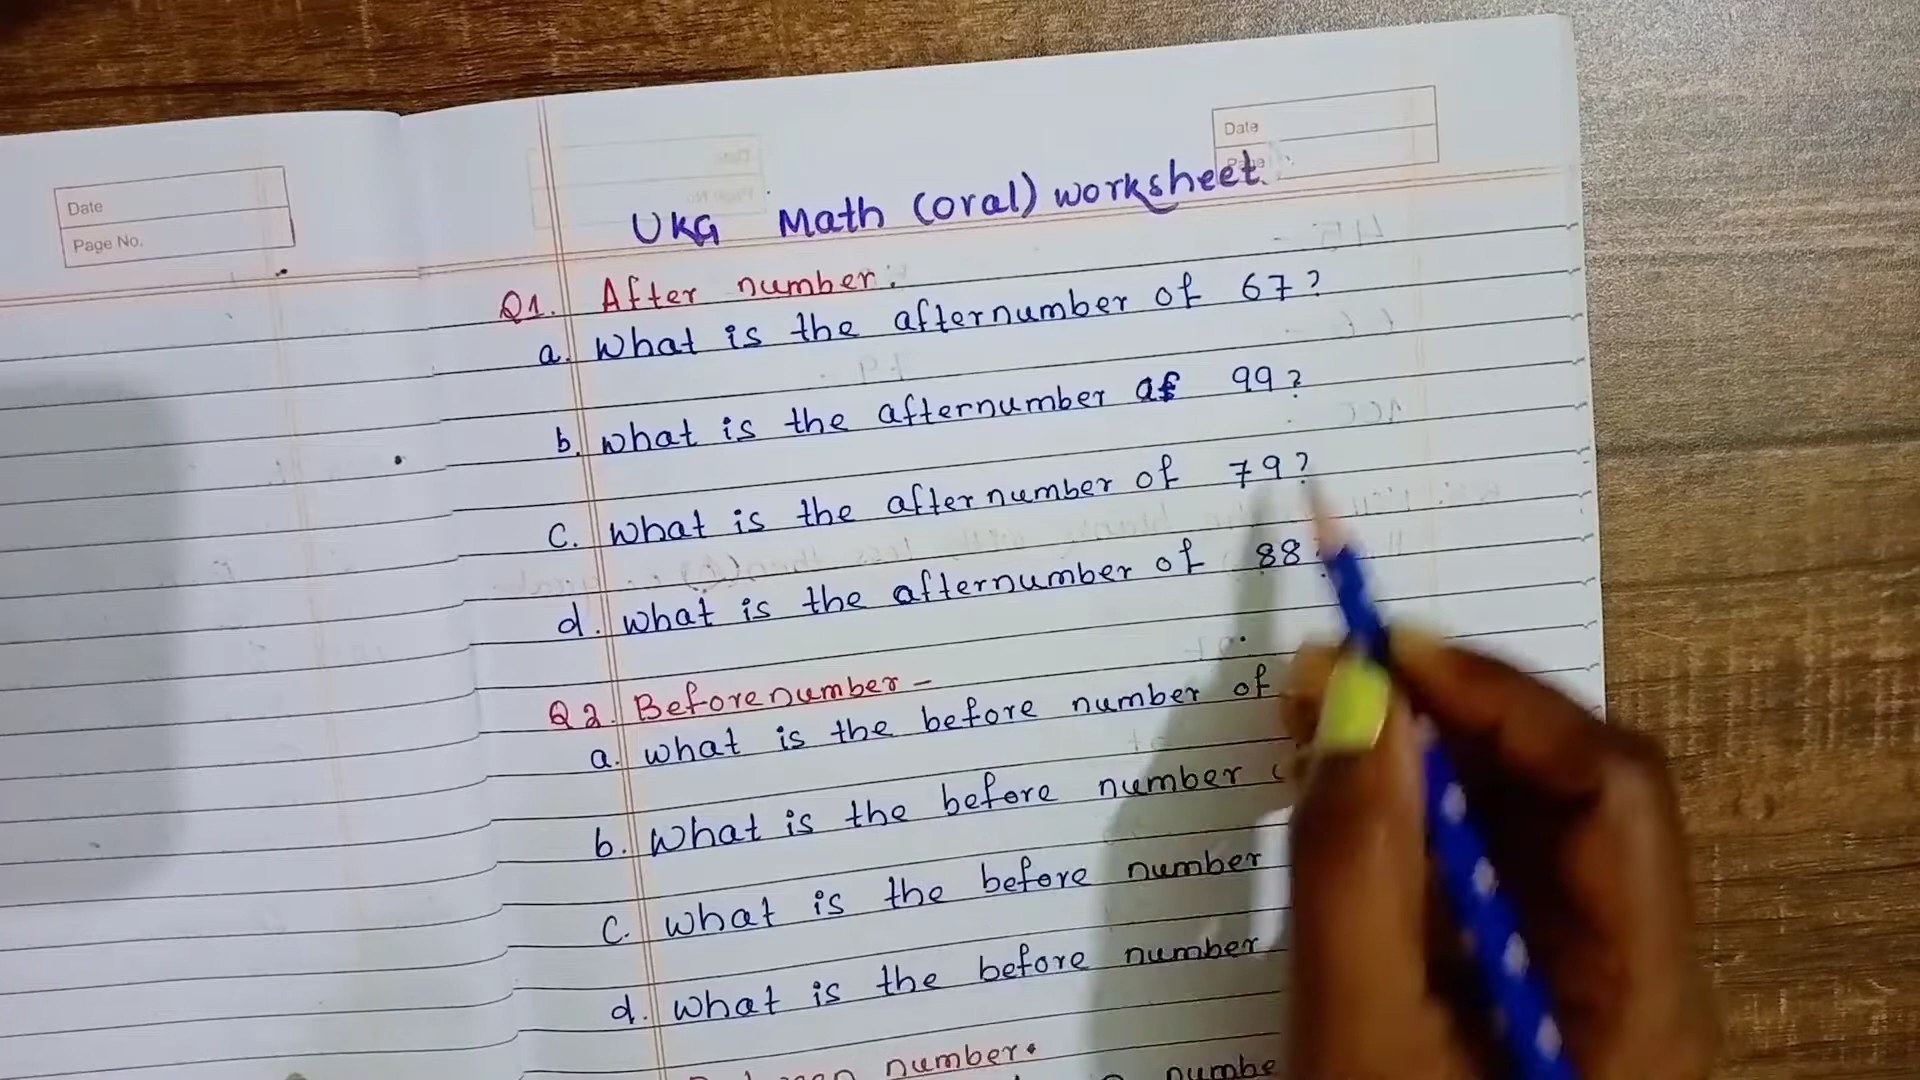 Date
Page No.
Date
Page
UKG Math (oral) worksheet.
Q1. After number:
a. What is the afternumber of 67?
b. what is the afternumber of 99?
c. what is the afternumber of 79?
d. what is the afternumber of 88?
Q2. Before number -
a. what is the before number of
b. What is the before number
c. what is the before number
d. what is the before number
number.